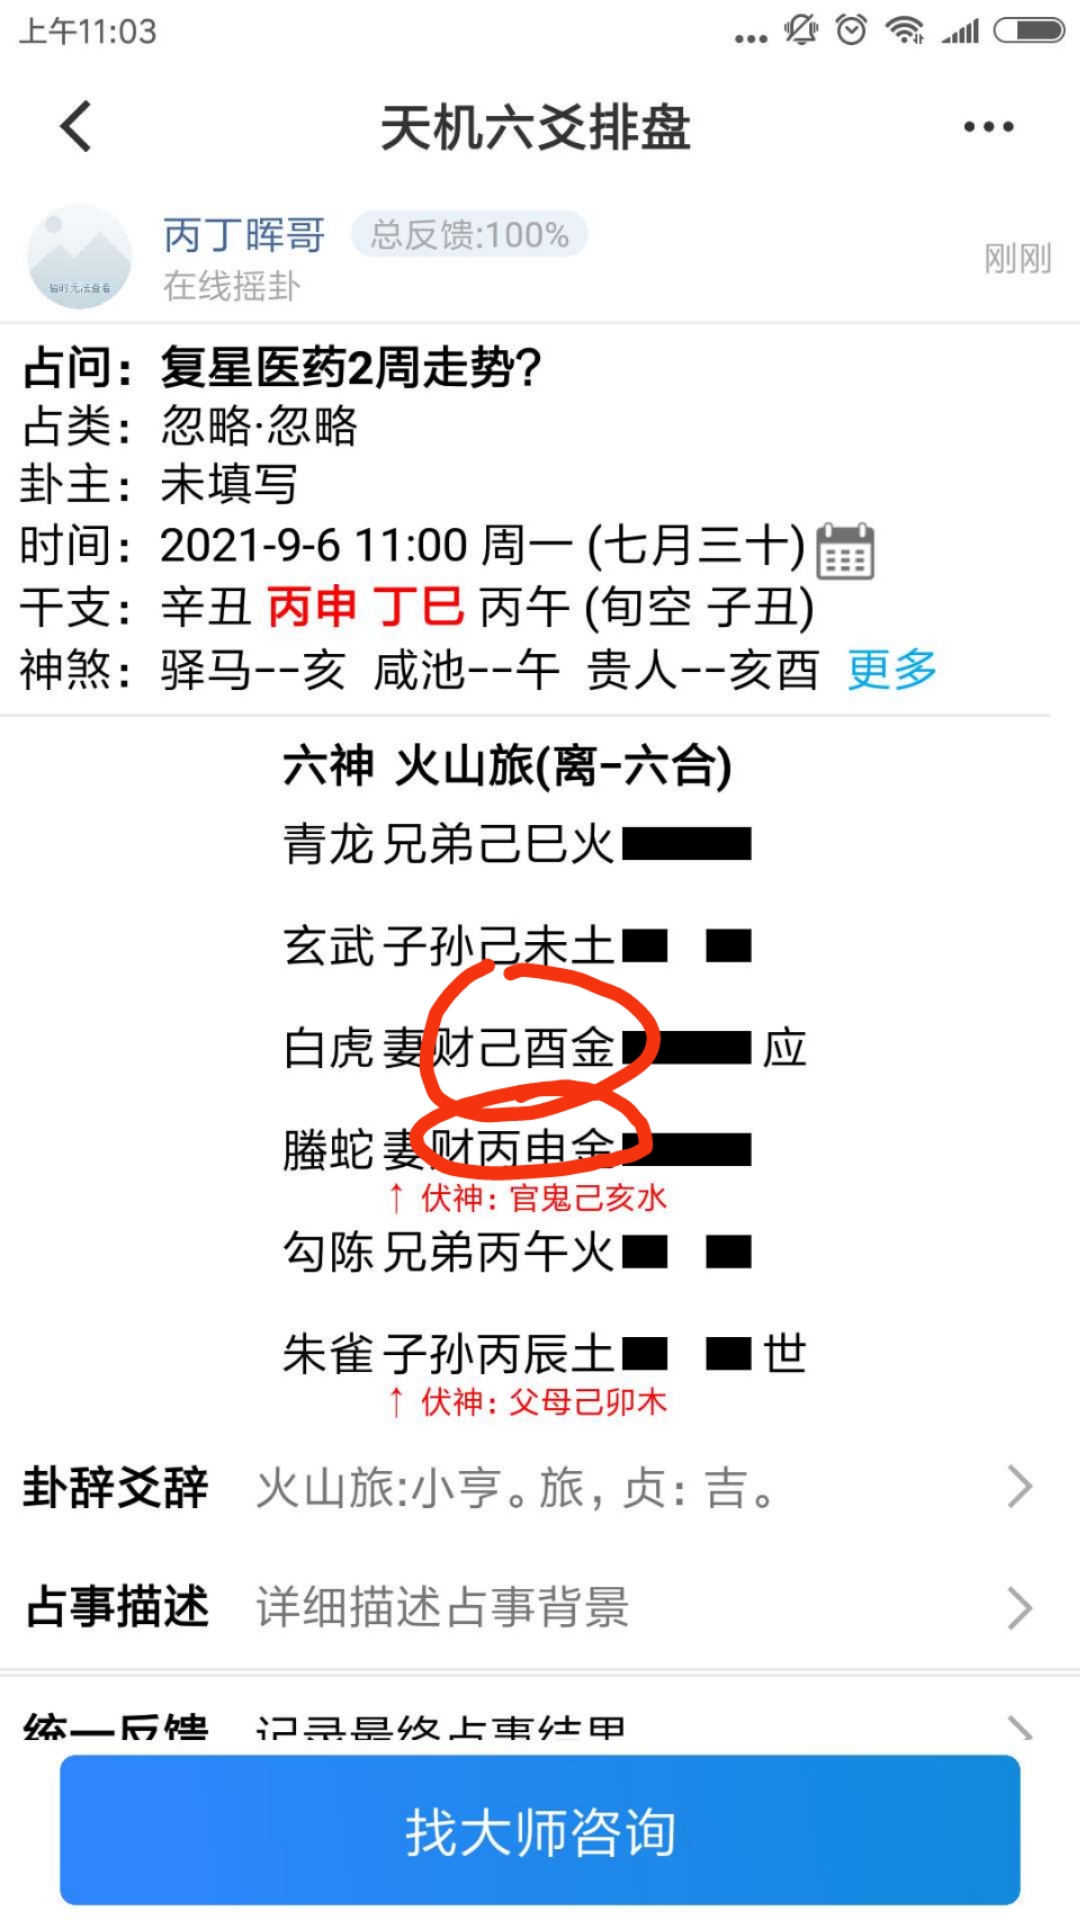 上午11:03
天机六爻排盘
丙丁晖哥 总反馈:100%
在线摇卦
刚刚
暂时无法查看
占问：复星医药2周走势？
占类：忽略·忽略
卦主：未填写
时间：2021-9-6 11:00 周一 (七月三十)
干支：辛丑 丙申 丁巳 丙午 (旬空 子丑)
神煞：驿马--亥 咸池--午 贵人--亥酉 更多
六神 火山旅(离-六合)
青龙 兄弟己巳火
玄武 子孙己未土
白虎 妻财己酉金 应
螣蛇 妻财丙申金
↑ 伏神：官鬼己亥水
勾陈 兄弟丙午火
朱雀 子孙丙辰土 世
↑ 伏神：父母己卯木
卦辞爻辞 火山旅:小亨。旅，贞：吉。
占事描述 详细描述占事背景
统一反馈 记录最终占事结果
找大师咨询